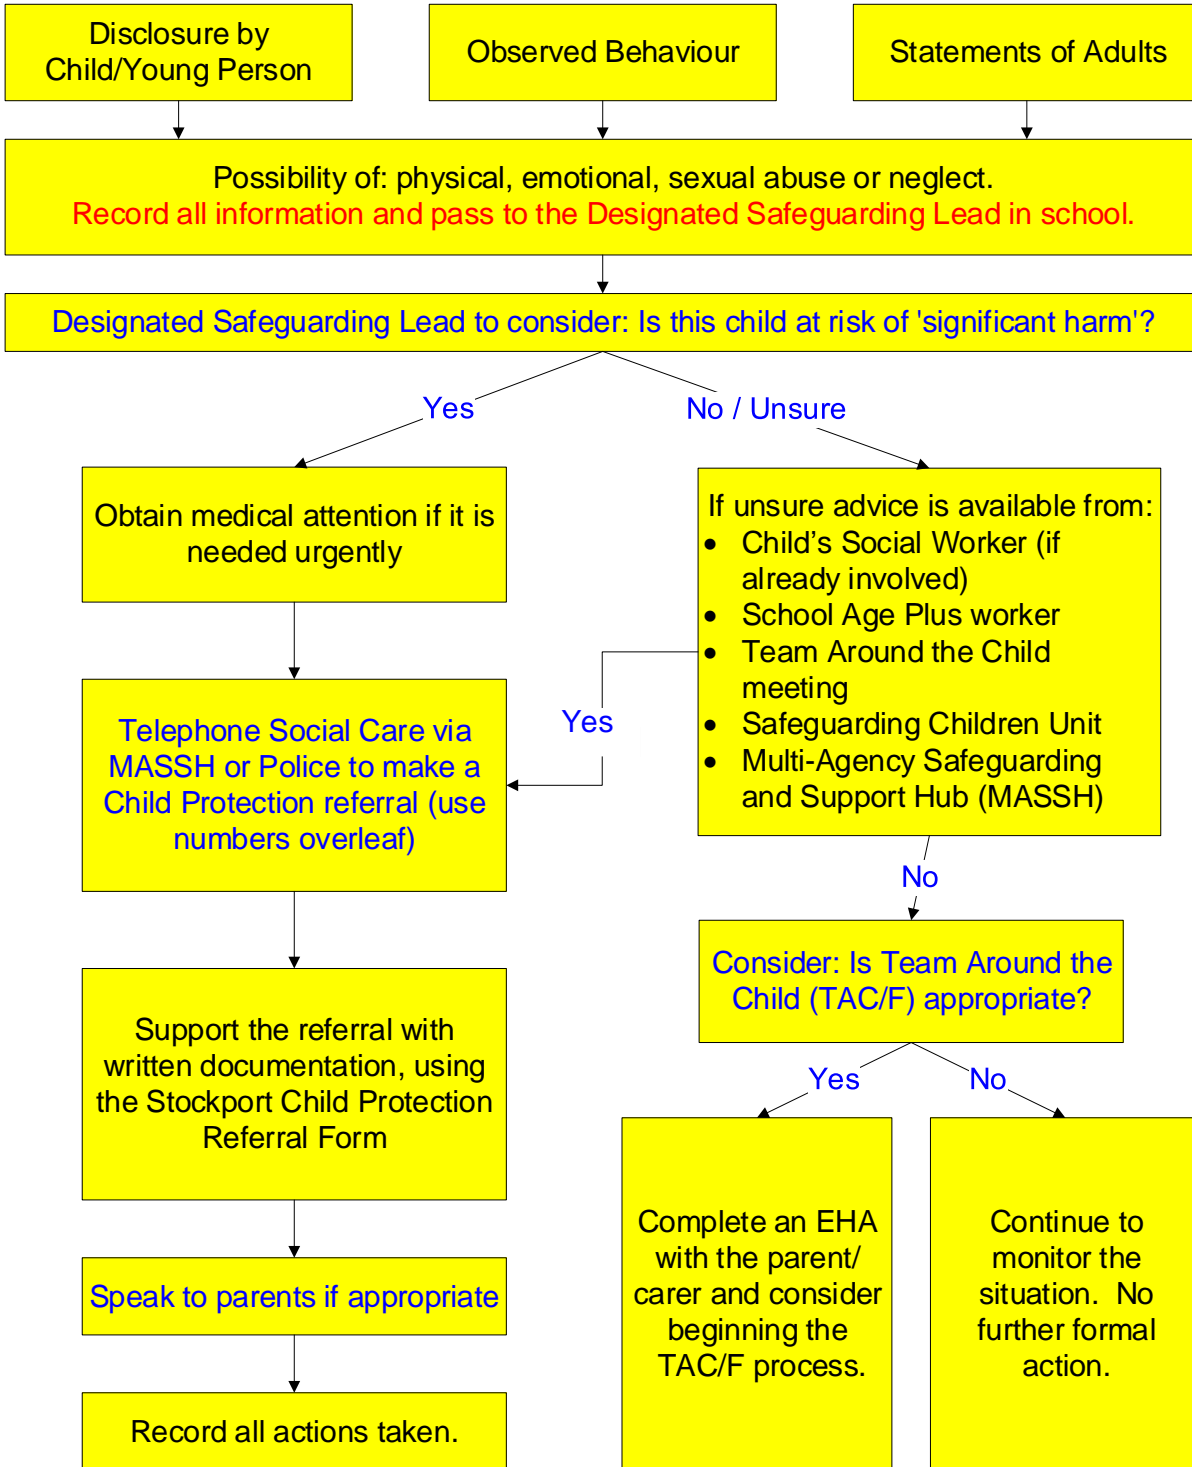 Disclosure by
Child/Young Person
Observed Behaviour
Statements of Adults
Possibility of: physical, emotional, sexual abuse or neglect.
Record all information and pass to the Designated Safeguarding Lead in school.
Designated Safeguarding Lead to consider: Is this child at risk of 'significant harm'?
Yes
No / Unsure
Obtain medical attention if it is
needed urgently
If unsure advice is available from:
• Child’s Social Worker (if
already involved)
• School Age Plus worker
• Team Around the Child
meeting
• Safeguarding Children Unit
• Multi-Agency Safeguarding
and Support Hub (MASSH)
Yes
Telephone Social Care via
MASSH or Police to make a
Child Protection referral (use
numbers overleaf)
No
Consider: Is Team Around the
Child (TAC/F) appropriate?
Support the referral with
written documentation, using
the Stockport Child Protection
Referral Form
Yes
No
Complete an EHA
with the parent/
carer and consider
beginning the
TAC/F process.
Continue to
monitor the
situation.  No
further formal
action.
Speak to parents if appropriate
Record all actions taken.